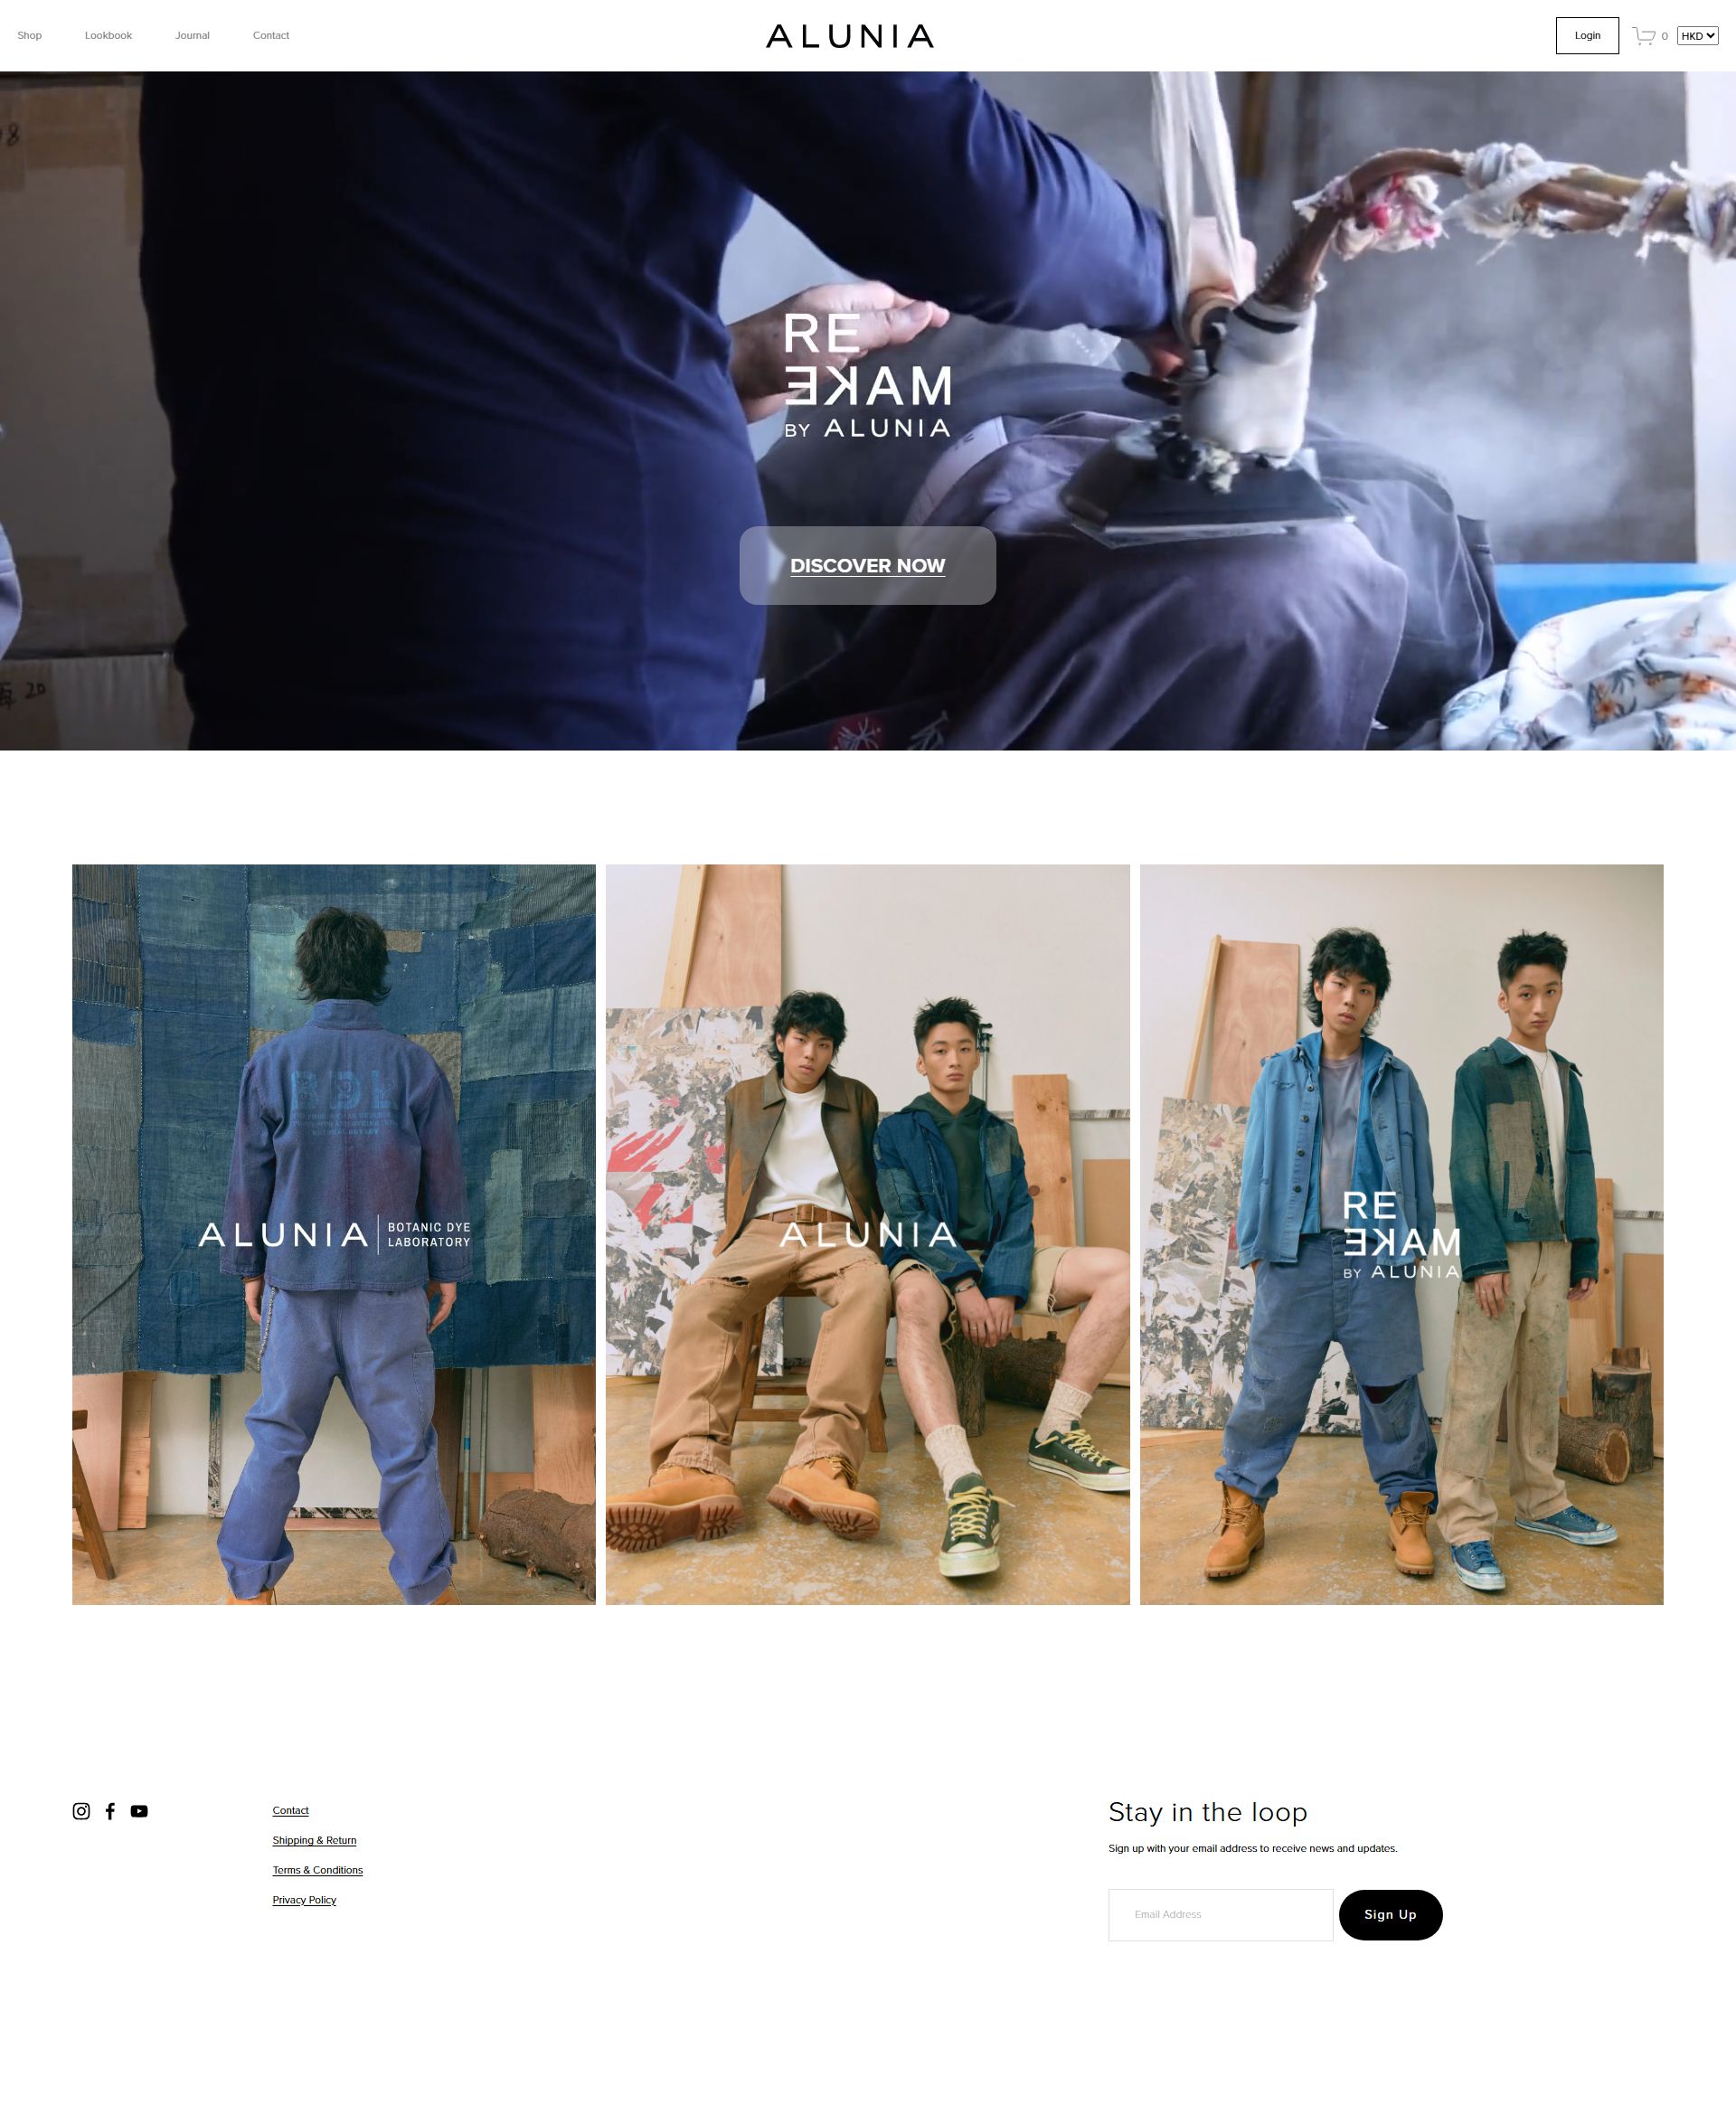 Shop
Lookbook
Journal
Contact
ALUNIA
Login
0
HKD
RE
MAKE
BY ALUNIA
DISCOVER NOW
20
BDL
ALUNIA
BOTANIC DYE
LABORATORY
ALUNIA
RE
MAKE
BY ALUNIA
Contact
Shipping & Return
Terms & Conditions
Privacy Policy
Stay in the loop
Sign up with your email address to receive news and updates.
Email Address
Sign Up